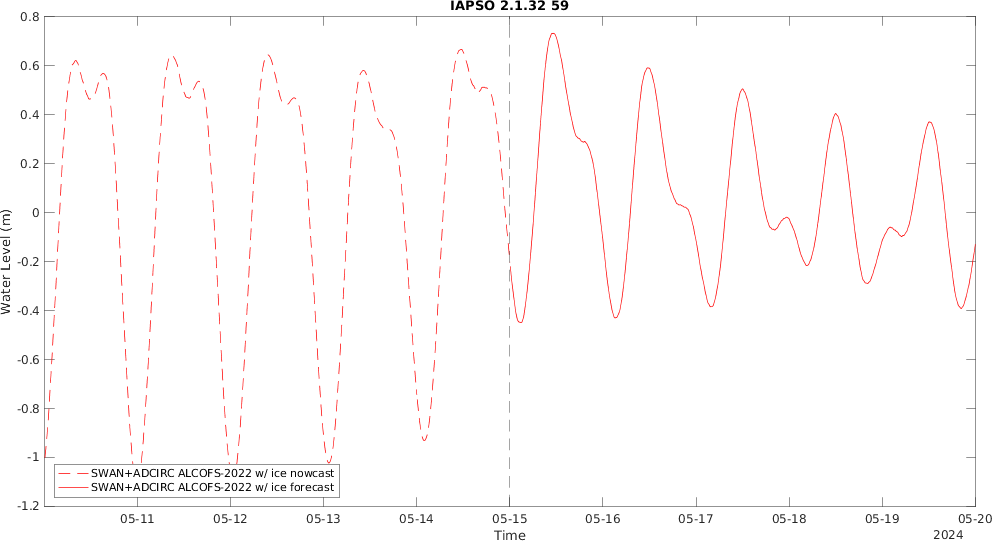 IAPSO 2.1.32 59
Water Level (m)
0.8
0.6
0.4
0.2
0
-0.2
-0.4
-0.6
-0.8
-1
-1.2
SWAN+ADCIRC ALCOFS-2022 w/ ice nowcast
SWAN+ADCIRC ALCOFS-2022 w/ ice forecast
05-11 05-12 05-13 05-14 05-15 05-16 05-17 05-18 05-19 05-20
Time
2024